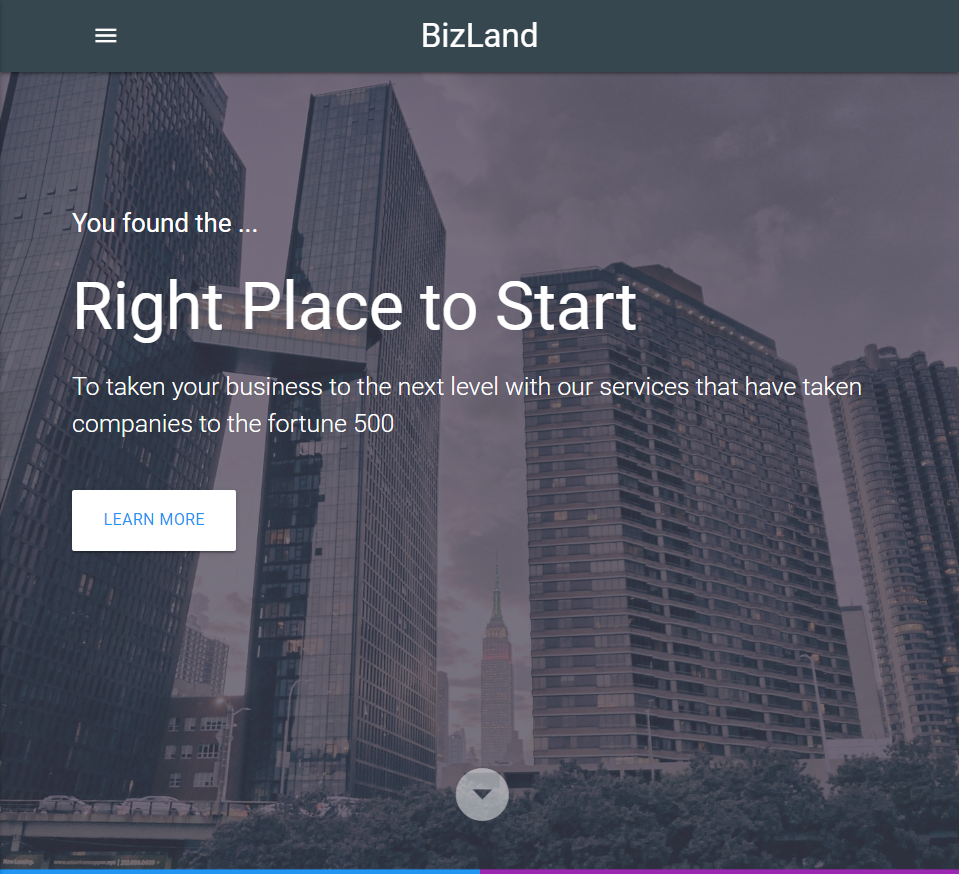 BizLand
You found the ...
Right Place to Start
To taken your business to the next level with our services that have taken
companies to the fortune 500
LEARN MORE